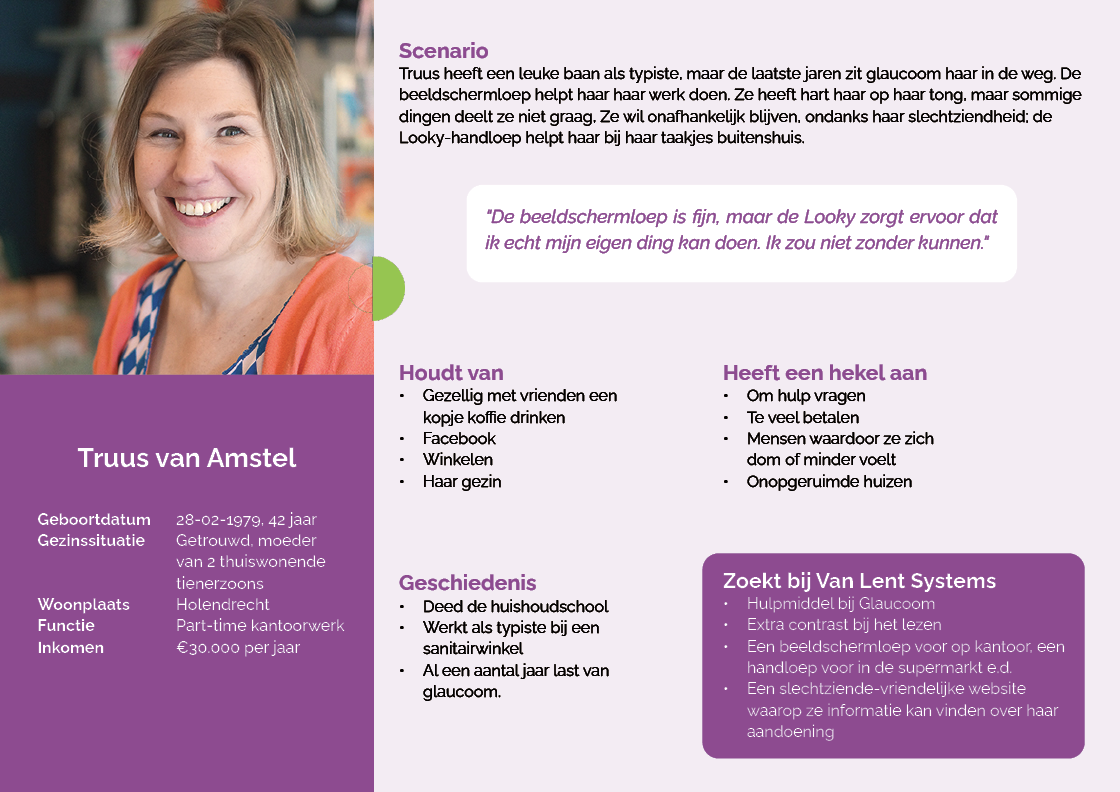 Scenario
Truus heeft een leuke baan als typiste, maar de laatste jaren zit glaucoom haar in de weg. De
beeldschermloep helpt haar haar werk doen. Ze heeft hart haar op haar tong, maar sommige
dingen deelt ze niet graag. Ze wil onafhankelijk blijven, ondanks haar slechtziendheid; de
Looky-handloep helpt haar bij haar taakjes buitenshuis.
"De beeldschermloep is fijn, maar de Looky zorgt ervoor dat
ik echt mijn eigen ding kan doen. Ik zou niet zonder kunnen."
Truus van Amstel
Geboortdatum 28-02-1979, 42 jaar
Gezinssituatie Getrouwd, moeder
van 2 thuiswonende
tienerzoons
Woonplaats Holendrecht
Functie Part-time kantoorwerk
Inkomen €30.000 per jaar
Houdt van
• Gezellig met vrienden een
kopje koffie drinken
• Facebook
• Winkelen
• Haar gezin
Heeft een hekel aan
• Om hulp vragen
• Te veel betalen
• Mensen waardoor ze zich
dom of minder voelt
• Onopgeruimde huizen
Geschiedenis
• Deed de huishoudschool
• Werkt als typiste bij een
sanitairwinkel
• Al een aantal jaar last van
glaucoom.
Zoekt bij Van Lent Systems
• Hulpmiddel bij Glaucoom
• Extra contrast bij het lezen
• Een beeldschermloep voor op kantoor, een
handloep voor in de supermarkt e.d.
• Een slechtziende-vriendelijke website
waarop ze informatie kan vinden over haar
aandoening